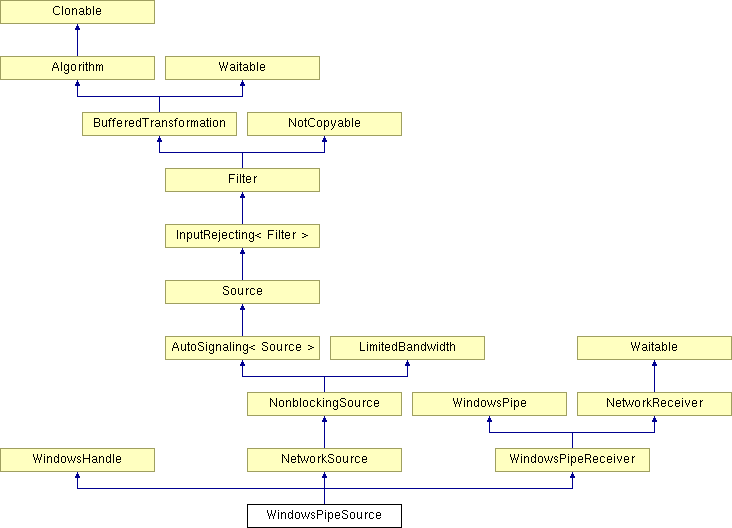 Clonable
Algorithm
Waitable
BufferedTransformation
NotCopyable
Filter
InputRejecting< Filter >
Source
AutoSignaling< Source >
LimitedBandwidth
Waitable
NonblockingSource
WindowsPipe
NetworkReceiver
WindowsHandle
NetworkSource
WindowsPipeReceiver
WindowsPipeSource